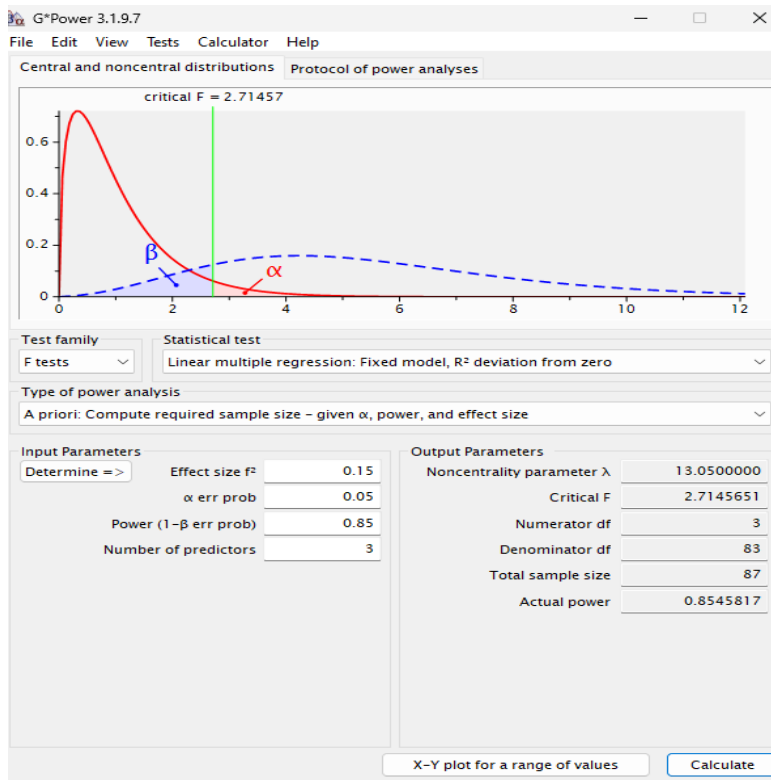 G*Power 3.1.9.7
File Edit View Tests Calculator Help
Central and noncentral distributions Protocol of power analyses
critical F = 2.71457
0.6
0.4
0.2
0
β
α
0 2 4 6 8 10 12
Test family Statistical test
F tests Linear multiple regression: Fixed model, R² deviation from zero
Type of power analysis
A priori: Compute required sample size – given α, power, and effect size
Input Parameters Output Parameters
Determine => Effect size f² 0.15 Noncentrality parameter λ 13.0500000
α err prob 0.05 Critical F 2.7145651
Power (1-β err prob) 0.85 Numerator df 3
Number of predictors 3 Denominator df 83
Total sample size 87
Actual power 0.8545817
X-Y plot for a range of values Calculate